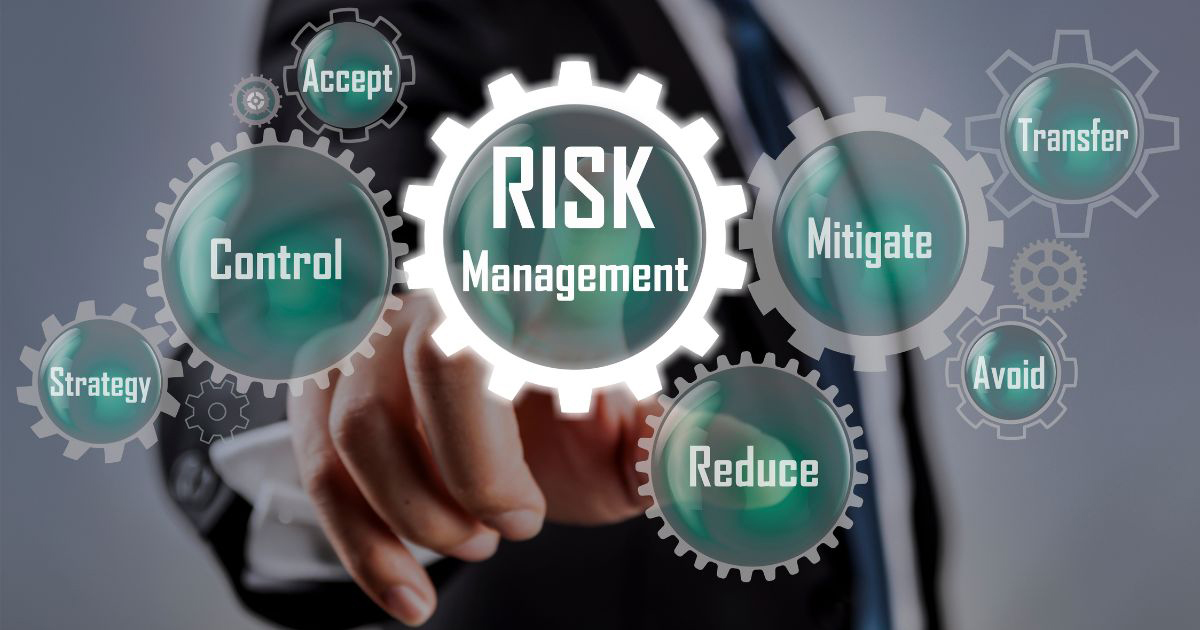 Accept
RISK
Management
Control
Strategy
Mitigate
Transfer
Avoid
Reduce